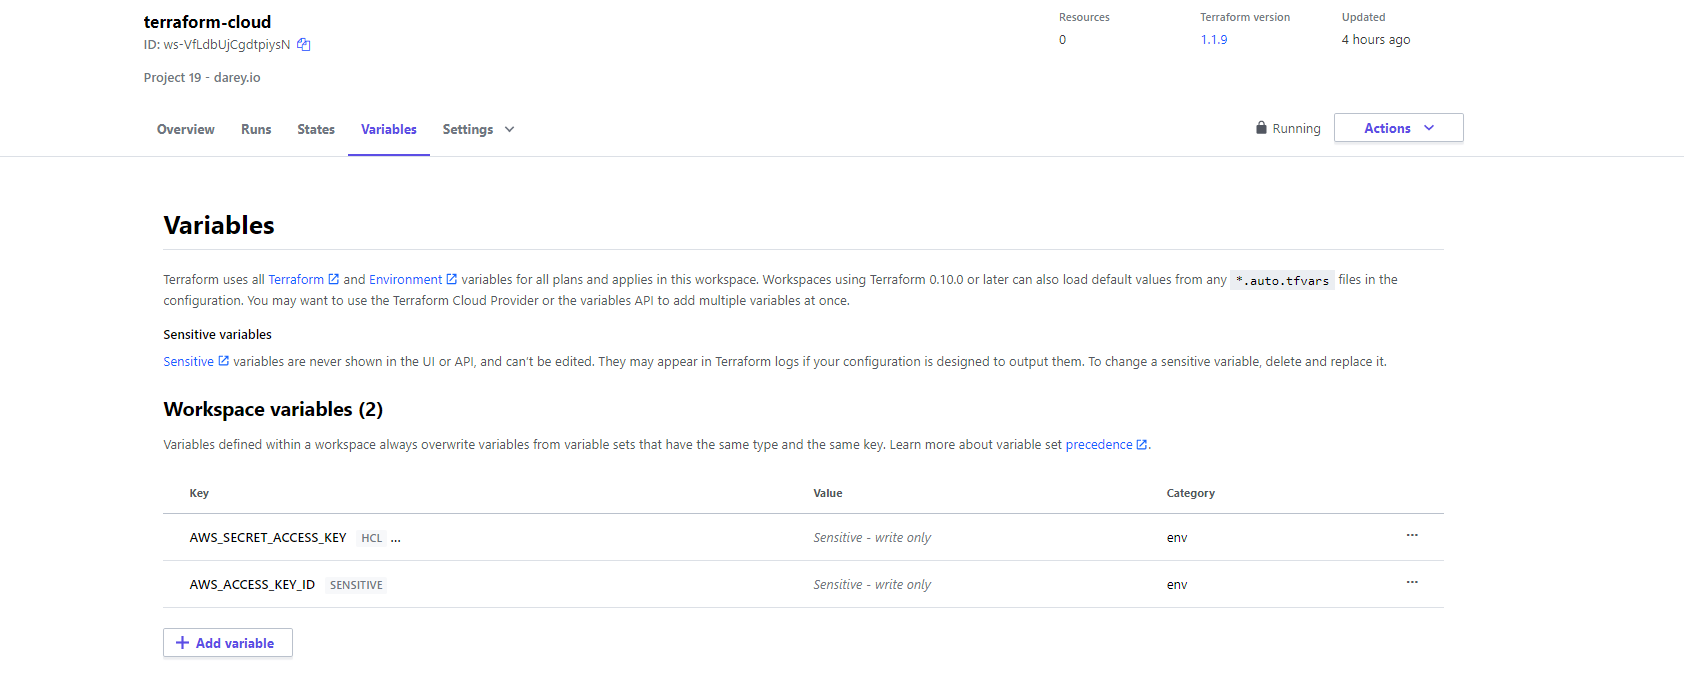 terraform-cloud
ID: ws-VfLdbUjCgdtpiysN
Project 19 - darey.io
Resources
0
Terraform version
1.1.9
Updated
4 hours ago
Overview
Runs
States
Variables
Settings
Running
Actions
Variables
Terraform uses all Terraform and Environment variables for all plans and applies in this workspace. Workspaces using Terraform 0.10.0 or later can also load default values from any *.auto.tfvars files in the
configuration. You may want to use the Terraform Cloud Provider or the variables API to add multiple variables at once.
Sensitive variables
Sensitive variables are never shown in the UI or API, and can't be edited. They may appear in Terraform logs if your configuration is designed to output them. To change a sensitive variable, delete and replace it.
Workspace variables (2)
Variables defined within a workspace always overwrite variables from variable sets that have the same type and the same key. Learn more about variable set precedence.
Key Value Category
AWS_SECRET_ACCESS_KEY HCL ... Sensitive - write only env ...
AWS_ACCESS_KEY_ID SENSITIVE Sensitive - write only env ...
+ Add variable